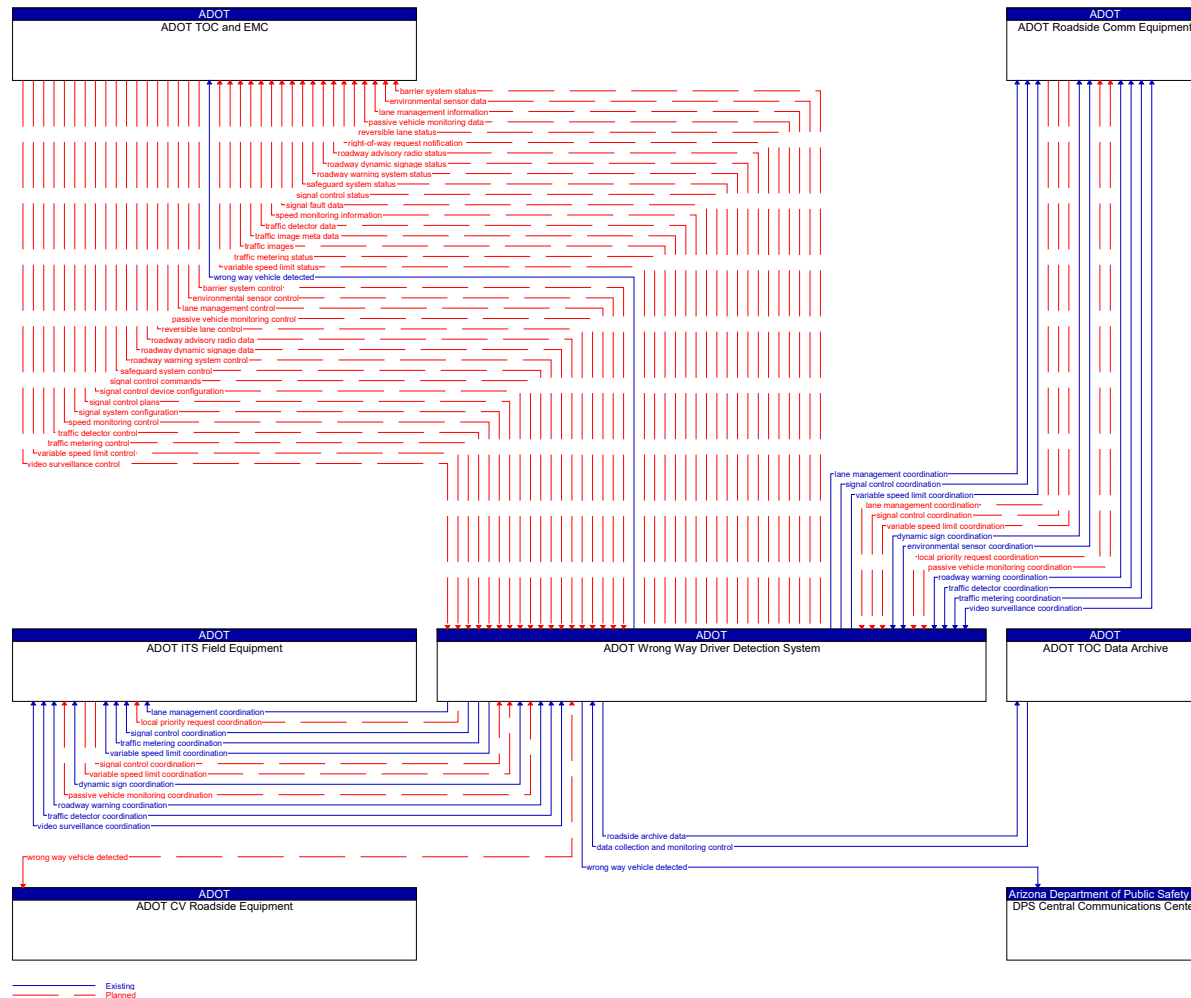 ADOT
ADOT TOC and EMC
ADOT
ADOT Roadside Comm Equipment
barrier system status
environmental sensor data
lane management information
passive vehicle monitoring data
reversible lane status
right-of-way request notification
roadway advisory radio status
roadway dynamic signage status
roadway warning system status
safeguard system status
signal control status
signal fault data
speed monitoring information
traffic detector data
traffic image meta data
traffic images
traffic metering status
variable speed limit status
wrong way vehicle detected
barrier system control
environmental sensor control
lane management control
passive vehicle monitoring control
reversible lane control
roadway advisory radio data
roadway dynamic signage data
roadway warning system control
safeguard system control
signal control commands
signal control device configuration
signal control plans
signal system configuration
speed monitoring control
traffic detector control
traffic metering control
variable speed limit control
video surveillance control
lane management coordination
signal control coordination
variable speed limit coordination
lane management coordination
signal control coordination
variable speed limit coordination
dynamic sign coordination
environmental sensor coordination
local priority request coordination
passive vehicle monitoring coordination
roadway warning coordination
traffic detector coordination
traffic metering coordination
video surveillance coordination
ADOT
ADOT ITS Field Equipment
ADOT
ADOT Wrong Way Driver Detection System
ADOT
ADOT TOC Data Archive
lane management coordination
local priority request coordination
signal control coordination
traffic metering coordination
variable speed limit coordination
signal control coordination
variable speed limit coordination
dynamic sign coordination
passive vehicle monitoring coordination
roadway warning coordination
traffic detector coordination
video surveillance coordination
roadside archive data
data collection and monitoring control
wrong way vehicle detected
wrong way vehicle detected
ADOT
ADOT CV Roadside Equipment
Arizona Department of Public Safety
DPS Central Communications Cente
Existing
Planned